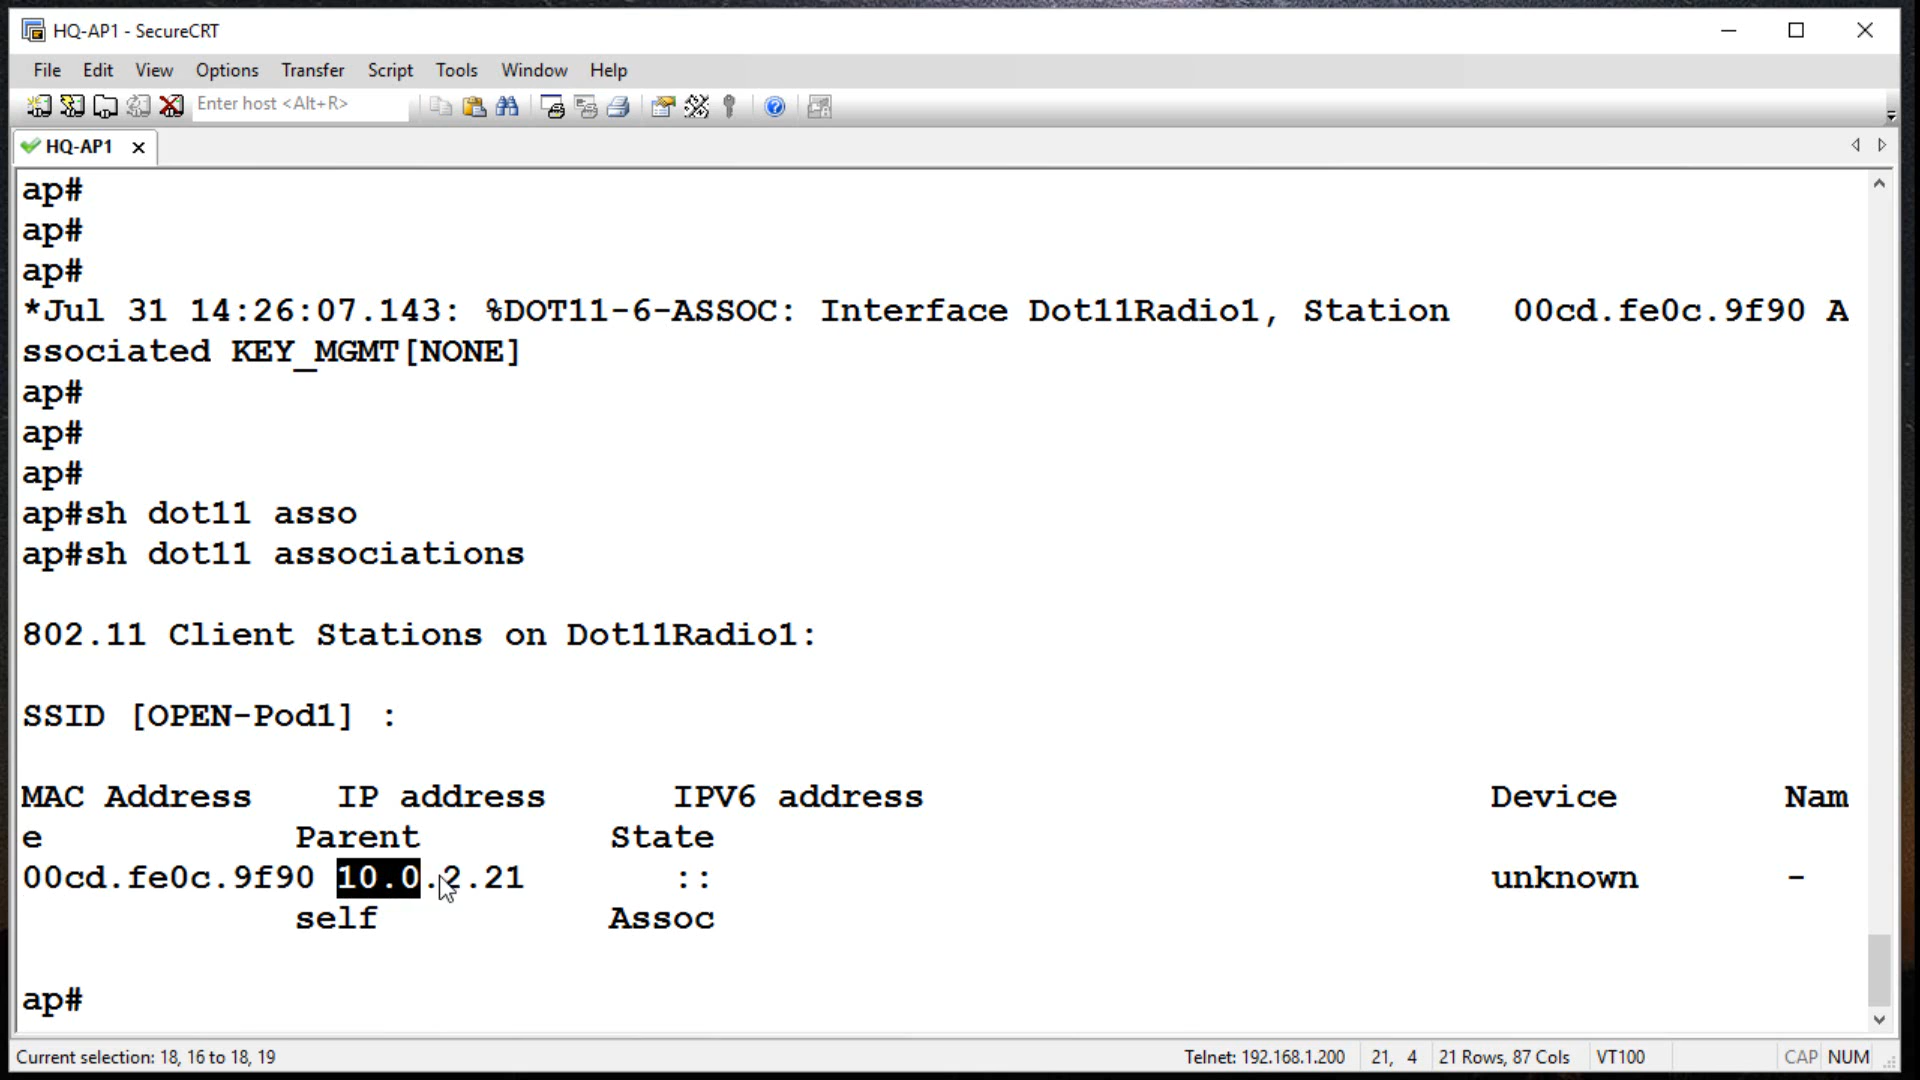 HQ-AP1 - SecureCRT
File Edit View Options Transfer Script Tools Window Help
Enter host <Alt+R>
HQ-AP1
ap#
ap#
ap#
*Jul 31 14:26:07.143: %DOT11-6-ASSOC: Interface Dot11Radio1, Station 00cd.fe0c.9f90 A
ssociated KEY_MGMT[NONE]
ap#
ap#
ap#
ap#sh dot11 asso
ap#sh dot11 associations
802.11 Client Stations on Dot11Radio1:
SSID [OPEN-Pod1] :
MAC Address IP address IPV6 address Device Nam
e Parent State
00cd.fe0c.9f90 10.0.2.21 :: unknown -
self Assoc
ap#
Current selection: 18, 16 to 18, 19 Telnet: 192.168.1.200 21, 4 21 Rows, 87 Cols VT100 CAP NUM